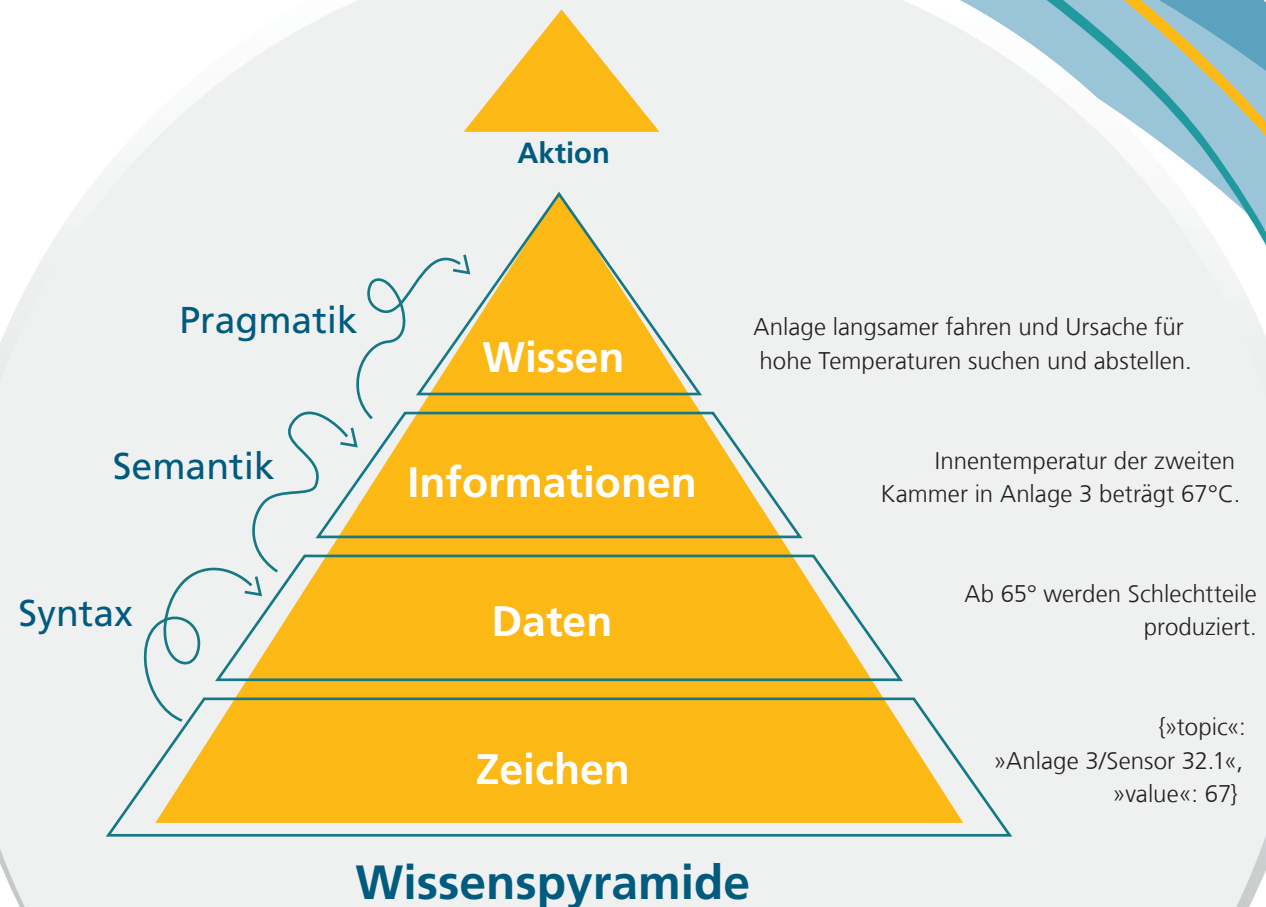 Aktion
Pragmatik
Wissen
Anlage langsamer fahren und Ursache für
hohe Temperaturen suchen und abstellen.
Semantik
Informationen
Innentemperatur der zweiten
Kammer in Anlage 3 beträgt 67°C.
Syntax
Daten
Ab 65° werden Schlechtteile
produziert.
Zeichen
{»topic«:
»Anlage 3/Sensor 32.1«,
»value«: 67}
Wissenspyramide